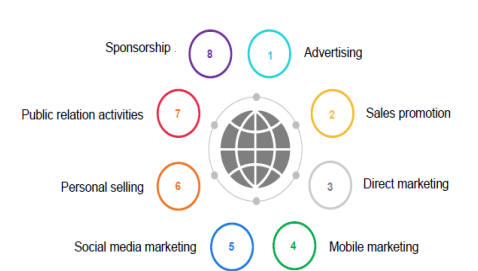 Sponsorship .
8
1
Advertising
Public relation activities
7
2
Sales promotion
Personal selling
6
3
Direct marketing
Social media marketing
5
4
Mobile marketing